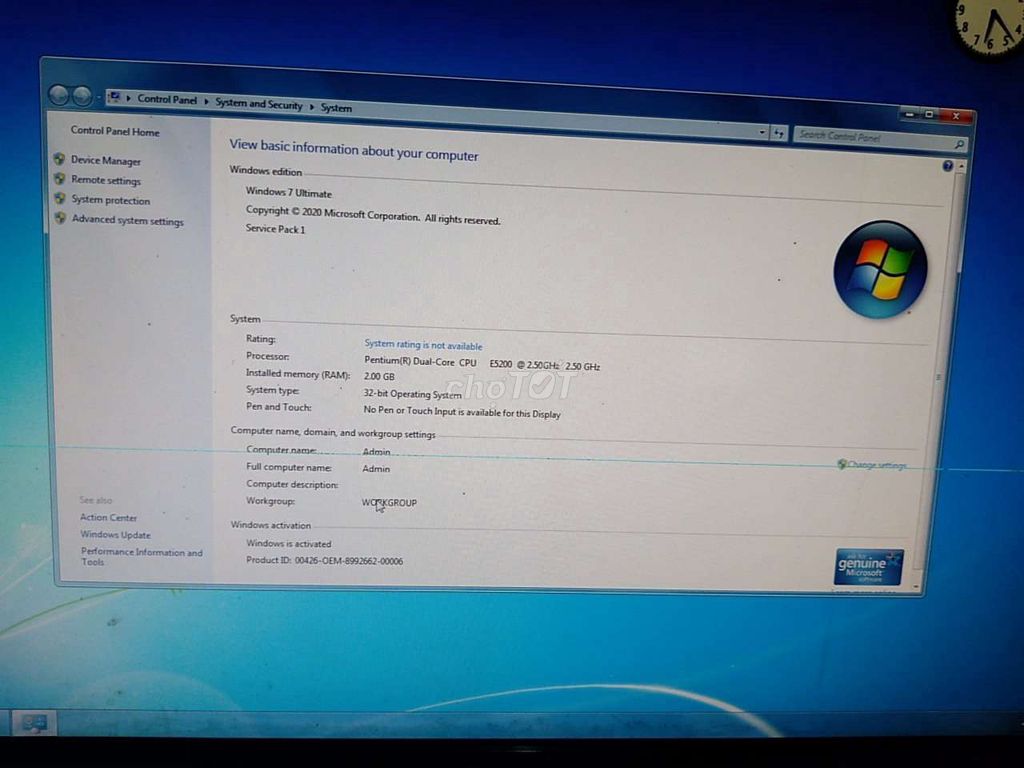 9
8
7
6
5
4
Control Panel ▸ System and Security ▸ System
Search Control Panel
Control Panel Home
Device Manager
Remote settings
System protection
Advanced system settings
View basic information about your computer
Windows edition
Windows 7 Ultimate
Copyright © 2020 Microsoft Corporation. All rights reserved.
Service Pack 1
System
Rating: System rating is not available
Processor: Pentium(R) Dual-Core CPU E5200 @ 2.50GHz 2.50 GHz
Installed memory (RAM): 2.00 GB
System type: 32-bit Operating System
Pen and Touch: No Pen or Touch Input is available for this Display
choTOT
Computer name, domain, and workgroup settings
Computer name: Admin
Change settings
Full computer name: Admin
Computer description:
Workgroup: WORKGROUP
Windows activation
Windows is activated
Product ID: 00426-OEM-8992662-00006
See also
Action Center
Windows Update
Performance Information and
Tools
ask for
genuine
Microsoft
software